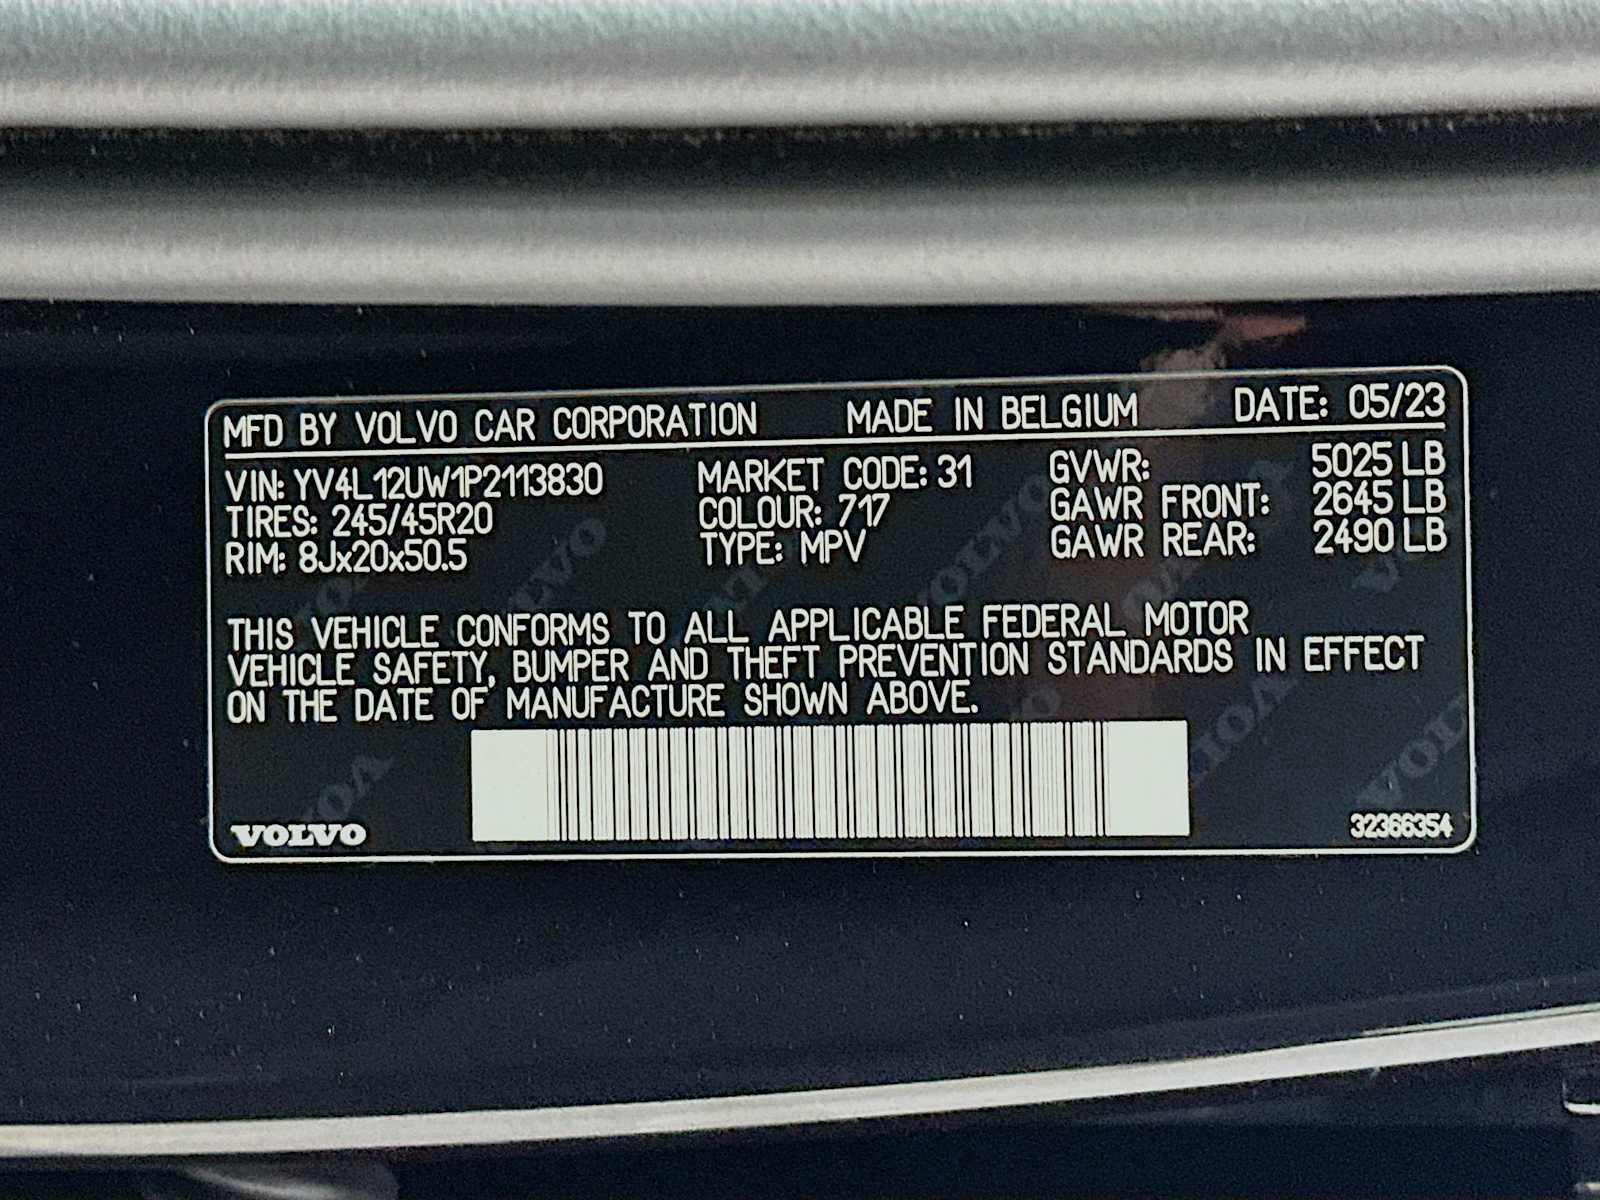 MFD BY VOLVO CAR CORPORATION MADE IN BELGIUM DATE: 05/23
VIN: YV4L12UW1P2113830 MARKET CODE: 31 GVWR: 5025 LB
TIRES: 245/45R20 COLOUR: 717 GAWR FRONT: 2645 LB
RIM: 8Jx20x50.5 TYPE: MPV GAWR REAR: 2490 LB
THIS VEHICLE CONFORMS TO ALL APPLICABLE FEDERAL MOTOR
VEHICLE SAFETY, BUMPER AND THEFT PREVENTION STANDARDS IN EFFECT
ON THE DATE OF MANUFACTURE SHOWN ABOVE.
VOLVO 32366354